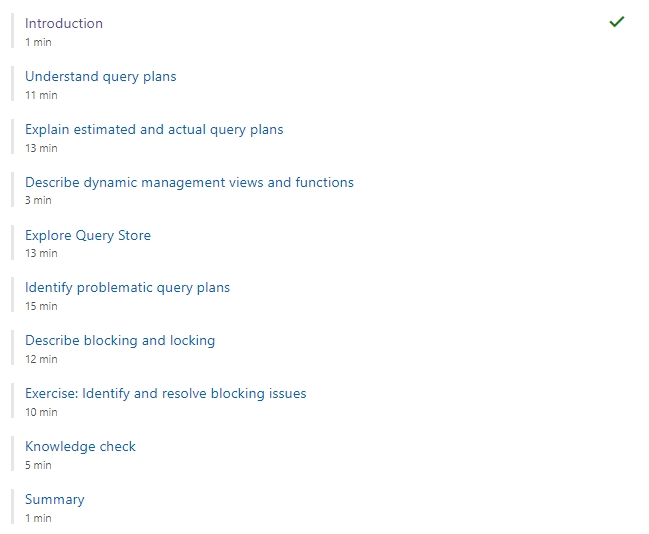 Introduction
1 min
Understand query plans
11 min
Explain estimated and actual query plans
13 min
Describe dynamic management views and functions
3 min
Explore Query Store
13 min
Identify problematic query plans
15 min
Describe blocking and locking
12 min
Exercise: Identify and resolve blocking issues
10 min
Knowledge check
5 min
Summary
1 min